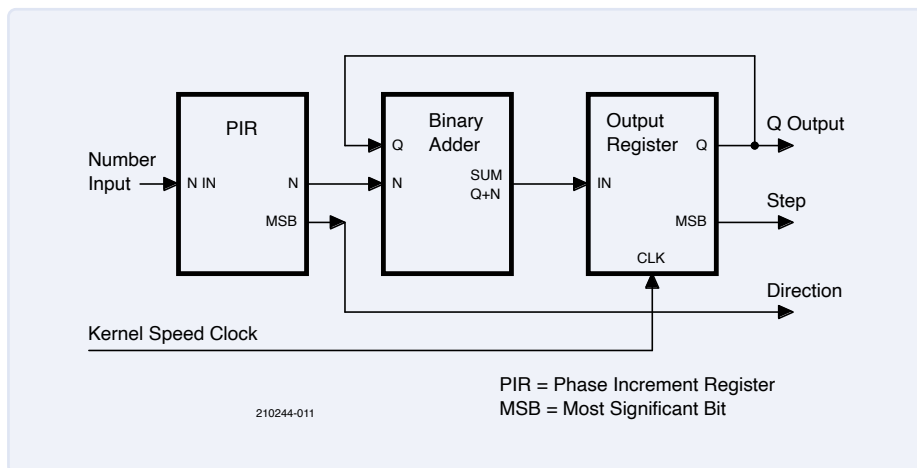 PIR
Binary
Adder
Output
Register
Q Output
Q
Q
Number
Input
N IN
N
N
SUM
Q+N
IN
Step
MSB
MSB
CLK
Direction
Kernel Speed Clock
PIR = Phase Increment Register
MSB = Most Significant Bit
210244-011